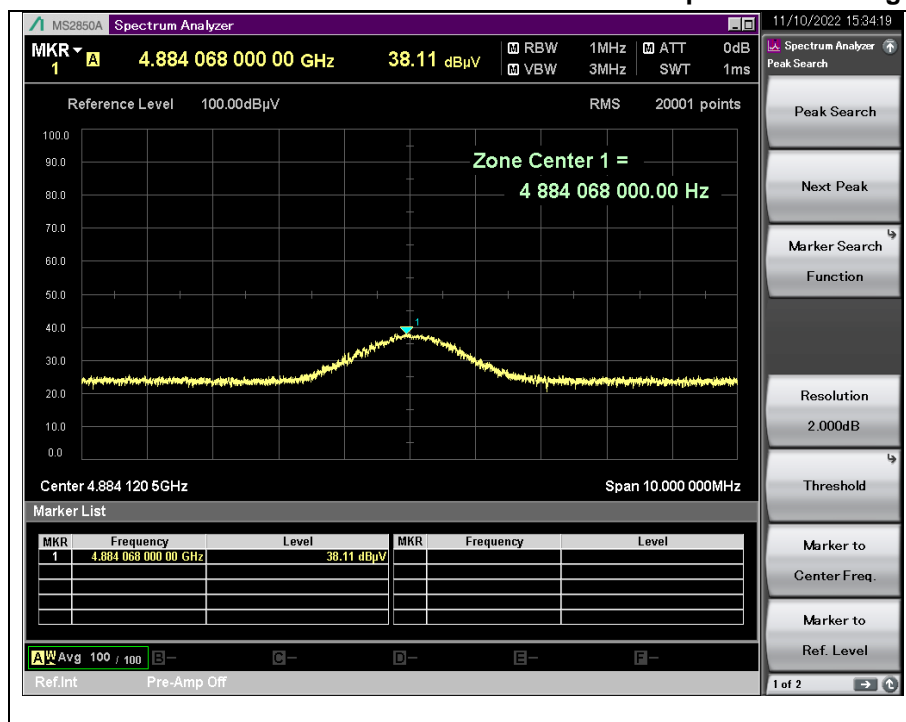 MS2850A Spectrum Analyzer
11/10/2022 15:34:19
MKR 1 A 4.884 068 000 00 GHz 38.11 dBµV
M RBW 1MHz M ATT 0dB
M VBW 3MHz SWT 1ms
Reference Level 100.00dBµV RMS 20001 points
100.0
90.0
80.0
70.0
60.0
50.0
40.0
30.0
20.0
10.0
0.0
Zone Center 1 =
4 884 068 000.00 Hz
1
Center 4.884 120 5GHz Span 10.000 000MHz
Marker List
MKR Frequency Level MKR Frequency Level
1 4.884 068 000 00 GHz 38.11 dBµV
A W Avg 100 / 100 B- C- D- E- F-
Ref.Int Pre-Amp Off
Spectrum Analyzer
Peak Search
Peak Search
Next Peak
Marker Search
Function
Resolution
2.000dB
Threshold
Marker to
Center Freq.
Marker to
Ref. Level
1 of 2